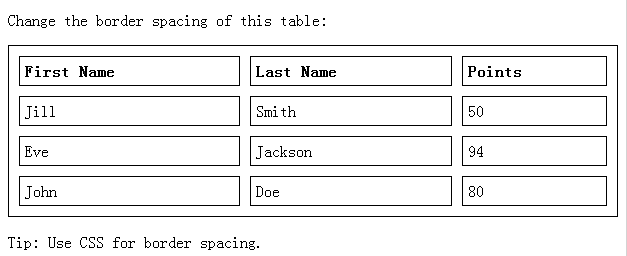 Change the border spacing of this table:
First Name Last Name Points
Jill Smith 50
Eve Jackson 94
John Doe 80
Tip: Use CSS for border spacing.